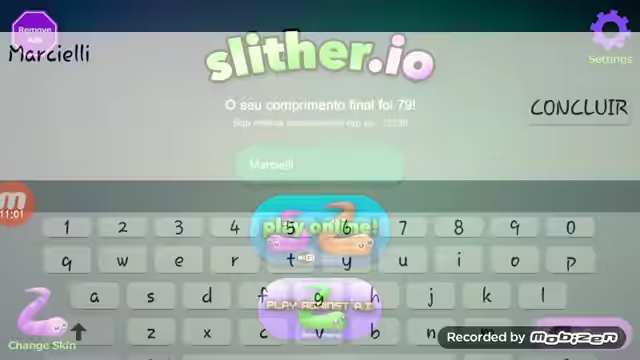 Remove
Ads
Marcielli
slither.io
Settings
O seu comprimento final foi 79!
CONCLUIR
Marcielli
11:01
play online!
1 2 3 4 5 6 7 8 9 0
q w e r t y u i o p
a s d f g h j k l
PLAY AGAINST A.I
z x c v b n m
Change Skin
Recorded by mobizen